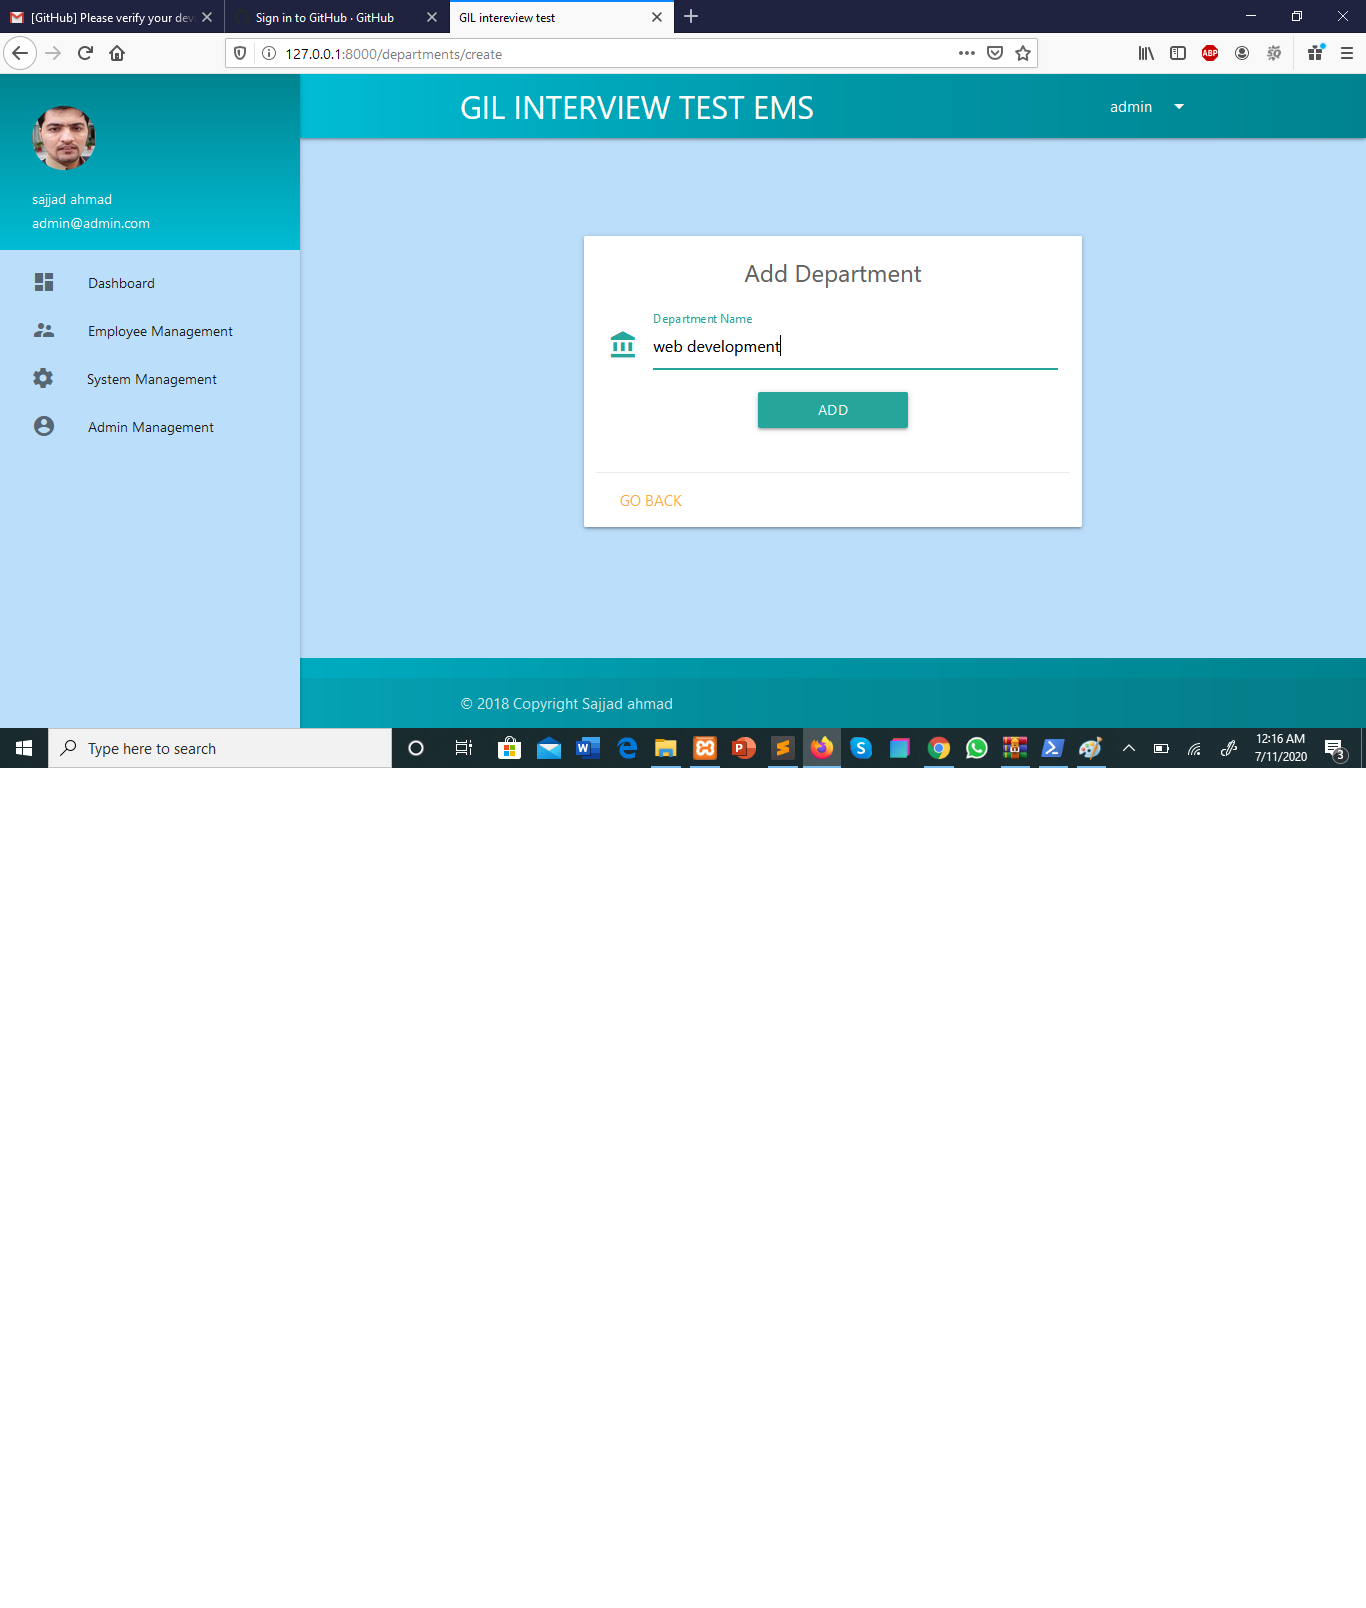 [GitHub] Please verify your dev
Sign in to GitHub · GitHub
GIL intereview test
127.0.0.1:8000/departments/create
ABP
GIL INTERVIEW TEST EMS
admin
sajjad ahmad
admin@admin.com
Dashboard
Employee Management
System Management
Admin Management
Add Department
Department Name
web development
ADD
GO BACK
© 2018 Copyright Sajjad ahmad
Type here to search
12:16 AM
7/11/2020
3